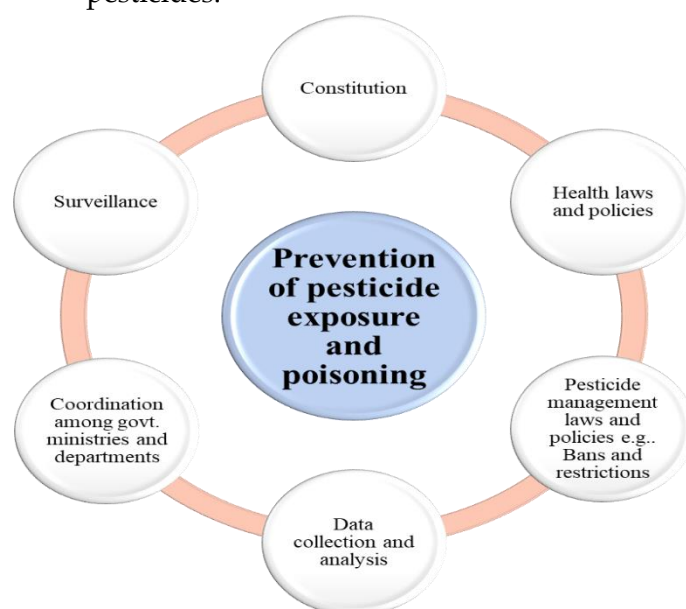 pesticides.
Constitution
Health laws
and policies
Pesticide
management
laws and
policies e.g..
Bans and
restrictions
Data
collection and
analysis
Coordination
among govt.
ministries and
departments
Surveillance
Prevention
of pesticide
exposure
and
poisoning